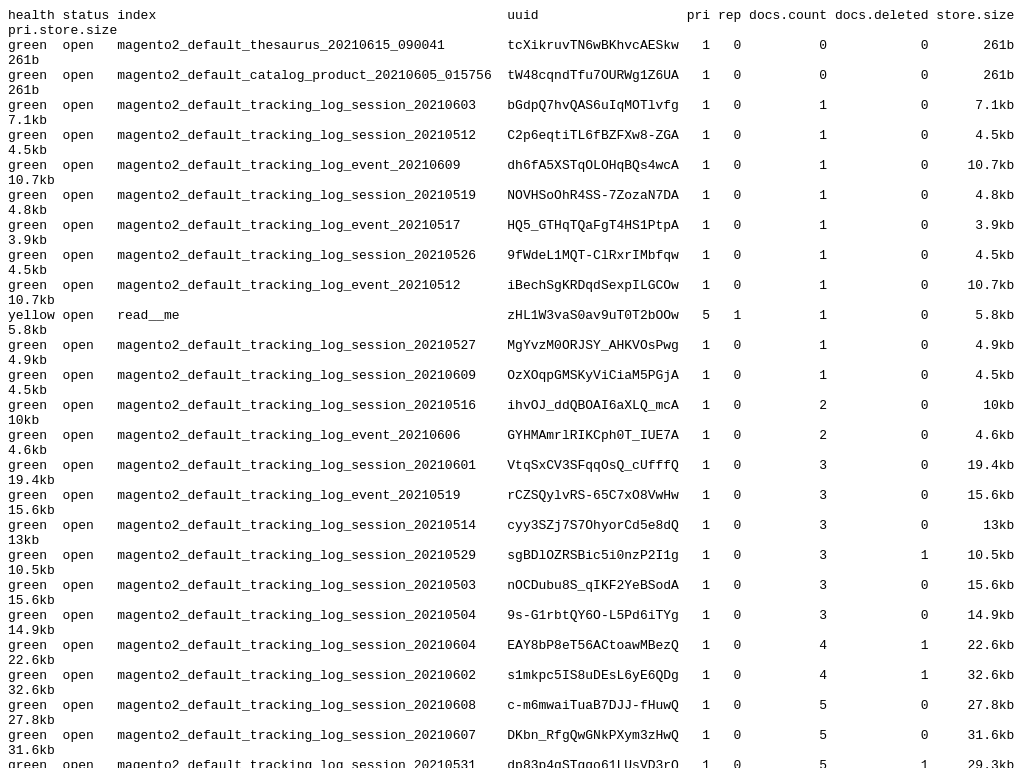 health status index                                             uuid                   pri rep docs.count docs.deleted store.size
pri.store.size
green  open   magento2_default_thesaurus_20210615_090041        tcXikruvTN6wBKhvcAESkw   1   0          0            0       261b
261b
green  open   magento2_default_catalog_product_20210605_015756  tW48cqndTfu7OURWg1Z6UA   1   0          0            0       261b
261b
green  open   magento2_default_tracking_log_session_20210603    bGdpQ7hvQAS6uIqMOTlvfg   1   0          1            0      7.1kb
7.1kb
green  open   magento2_default_tracking_log_session_20210512    C2p6eqtiTL6fBZFXw8-ZGA   1   0          1            0      4.5kb
4.5kb
green  open   magento2_default_tracking_log_event_20210609      dh6fA5XSTqOLOHqBQs4wcA   1   0          1            0     10.7kb
10.7kb
green  open   magento2_default_tracking_log_session_20210519    NOVHSoOhR4SS-7ZozaN7DA   1   0          1            0      4.8kb
4.8kb
green  open   magento2_default_tracking_log_event_20210517      HQ5_GTHqTQaFgT4HS1PtpA   1   0          1            0      3.9kb
3.9kb
green  open   magento2_default_tracking_log_session_20210526    9fWdeL1MQT-ClRxrIMbfqw   1   0          1            0      4.5kb
4.5kb
green  open   magento2_default_tracking_log_event_20210512      iBechSgKRDqdSexpILGCOw   1   0          1            0     10.7kb
10.7kb
yellow open   read__me                                          zHL1W3vaS0av9uT0T2bOOw   5   1          1            0      5.8kb
5.8kb
green  open   magento2_default_tracking_log_session_20210527    MgYvzM0ORJSY_AHKVOsPwg   1   0          1            0      4.9kb
4.9kb
green  open   magento2_default_tracking_log_session_20210609    OzXOqpGMSKyViCiaM5PGjA   1   0          1            0      4.5kb
4.5kb
green  open   magento2_default_tracking_log_session_20210516    ihvOJ_ddQBOAI6aXLQ_mcA   1   0          2            0       10kb
10kb
green  open   magento2_default_tracking_log_event_20210606      GYHMAmrlRIKCph0T_IUE7A   1   0          2            0      4.6kb
4.6kb
green  open   magento2_default_tracking_log_session_20210601    VtqSxCV3SFqqOsQ_cUfffQ   1   0          3            0     19.4kb
19.4kb
green  open   magento2_default_tracking_log_event_20210519      rCZSQylvRS-65C7xO8VwHw   1   0          3            0     15.6kb
15.6kb
green  open   magento2_default_tracking_log_session_20210514    cyy3SZj7S7OhyorCd5e8dQ   1   0          3            0       13kb
13kb
green  open   magento2_default_tracking_log_session_20210529    sgBDlOZRSBic5i0nzP2I1g   1   0          3            1     10.5kb
10.5kb
green  open   magento2_default_tracking_log_session_20210503    nOCDubu8S_qIKF2YeBSodA   1   0          3            0     15.6kb
15.6kb
green  open   magento2_default_tracking_log_session_20210504    9s-G1rbtQY6O-L5Pd6iTYg   1   0          3            0     14.9kb
14.9kb
green  open   magento2_default_tracking_log_session_20210604    EAY8bP8eT56ACtoawMBezQ   1   0          4            1     22.6kb
22.6kb
green  open   magento2_default_tracking_log_session_20210602    s1mkpc5IS8uDEsL6yE6QDg   1   0          4            1     32.6kb
32.6kb
green  open   magento2_default_tracking_log_session_20210608    c-m6mwaiTuaB7DJJ-fHuwQ   1   0          5            0     27.8kb
27.8kb
green  open   magento2_default_tracking_log_session_20210607    DKbn_RfgQwGNkPXym3zHwQ   1   0          5            0     31.6kb
31.6kb
green  open   magento2_default_tracking_log_session_20210531    dp83p4gSTqgo61LUsVD3rQ   1   0          5            1     29.3kb